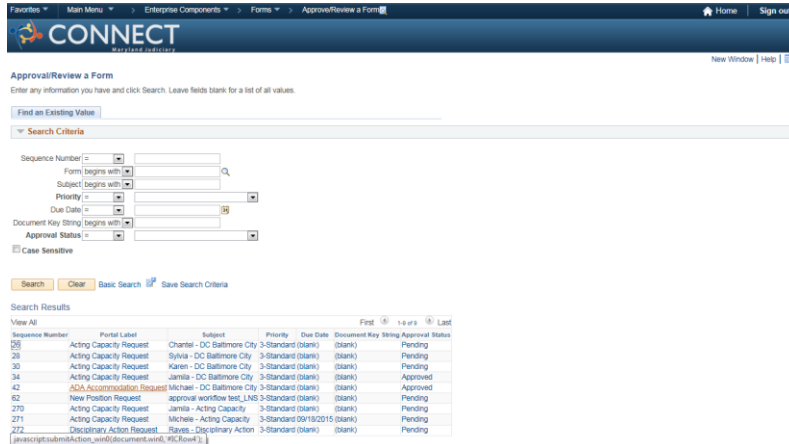 Favorites Main Menu > Enterprise Components > Forms > Approve/Review a Form Home Sign out
CONNECT
Maryland Judiciary
New Window | Help |
Approval/Review a Form
Enter any information you have and click Search. Leave fields blank for a list of all values.
Find an Existing Value
Search Criteria
Sequence Number =
Form begins with
Subject begins with
Priority =
Due Date =
Document Key String begins with
Approval Status =
Case Sensitive
Search Clear Basic Search Save Search Criteria
Search Results
View All First 1-9 of 9 Last
Sequence Number Portal Label Subject Priority Due Date Document Key String Approval Status
26 Acting Capacity Request Chantel - DC Baltimore City 3-Standard (blank) (blank) Pending
28 Acting Capacity Request Sylvia - DC Baltimore City 3-Standard (blank) (blank) Pending
30 Acting Capacity Request Karen - DC Baltimore City 3-Standard (blank) (blank) Pending
34 Acting Capacity Request Jamila - DC Baltimore City 3-Standard (blank) (blank) Approved
42 ADA Accommodation Request Michael - DC Baltimore City 3-Standard (blank) (blank) Approved
62 New Position Request approval workflow test_LNS 3-Standard (blank) (blank) Pending
270 Acting Capacity Request Jamila - Acting Capacity 3-Standard (blank) (blank) Pending
271 Acting Capacity Request Michele - Acting Capacity 3-Standard 09/18/2015 (blank) Pending
272 Disciplinary Action Request Raves - Disciplinary Action 3-Standard (blank) (blank) Pending
javascript:submitAction_win0(document.win0,'#ICRow4');